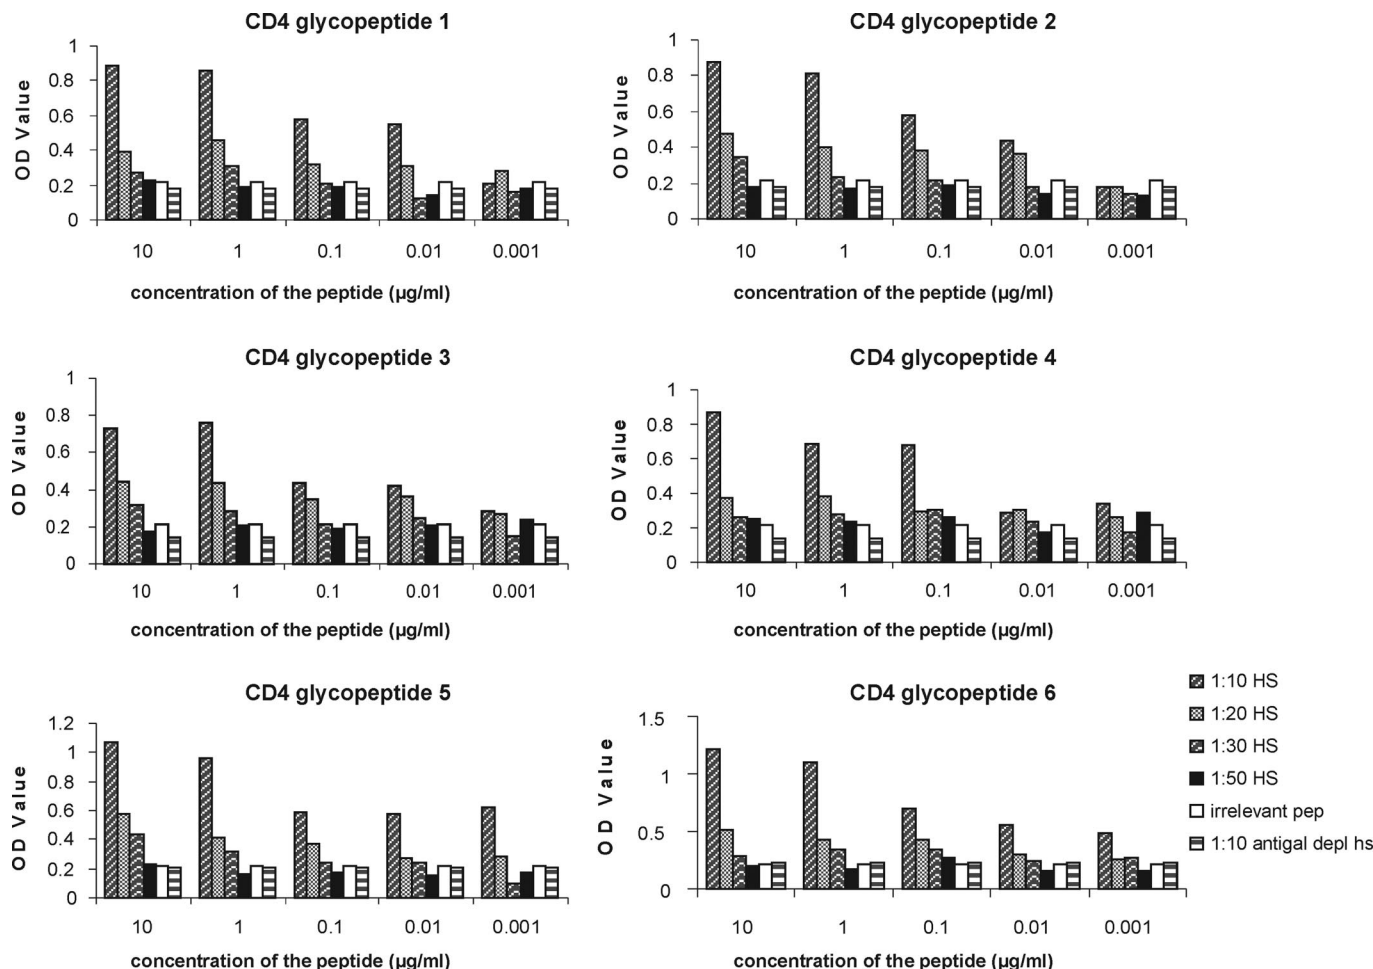 CD4 glycopeptide 1
OD Value
1
0.8
0.6
0.4
0.2
0
10 1 0.1 0.01 0.001
concentration of the peptide (µg/ml)
CD4 glycopeptide 2
OD Value
1
0.8
0.6
0.4
0.2
0
10 1 0.1 0.01 0.001
concentration of the peptide (µg/ml)
CD4 glycopeptide 3
OD Value
1
0.8
0.6
0.4
0.2
0
10 1 0.1 0.01 0.001
concentration of the peptide (µg/ml)
CD4 glycopeptide 4
OD Value
1
0.8
0.6
0.4
0.2
0
10 1 0.1 0.01 0.001
concentration of the peptide (µg/ml)
CD4 glycopeptide 5
OD Value
1.2
1
0.8
0.6
0.4
0.2
0
10 1 0.1 0.01 0.001
concentration of the peptide (µg/ml)
CD4 glycopeptide 6
OD Value
1.5
1
0.5
0
10 1 0.1 0.01 0.001
concentration of the peptide (µg/ml)
1:10 HS
1:20 HS
1:30 HS
1:50 HS
irrelevant pep
1:10 antigal depl hs